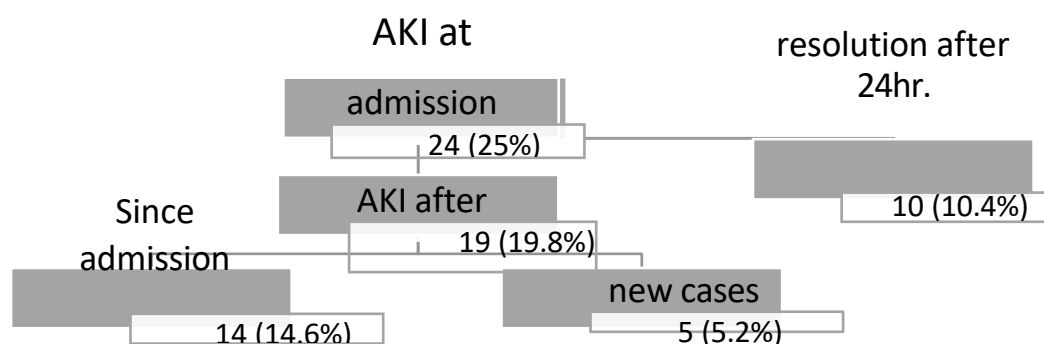 AKI at
admission
24 (25%)
resolution after
24hr.
10 (10.4%)
AKI after
19 (19.8%)
Since
admission
14 (14.6%)
new cases
5 (5.2%)